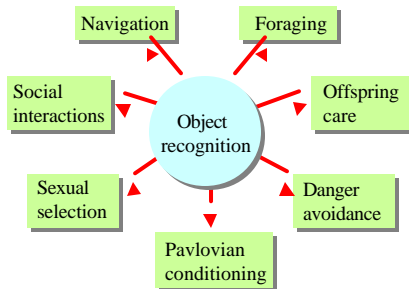 Navigation
Foraging
Social
interactions
Object
recognition
Offspring
care
Sexual
selection
Danger
avoidance
Pavlovian
conditioning